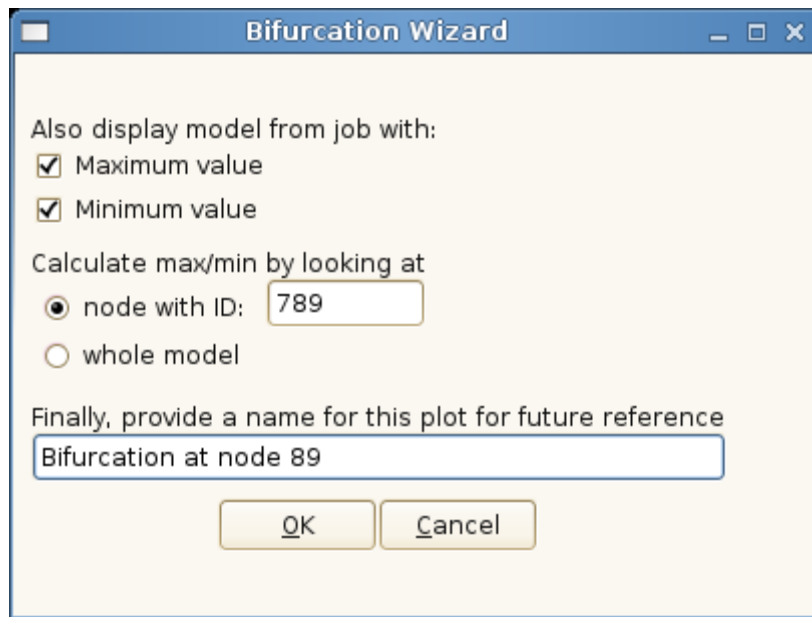 Bifurcation Wizard
Also display model from job with:
Maximum value
Minimum value
Calculate max/min by looking at
node with ID: 789
whole model
Finally, provide a name for this plot for future reference
Bifurcation at node 89
OK Cancel